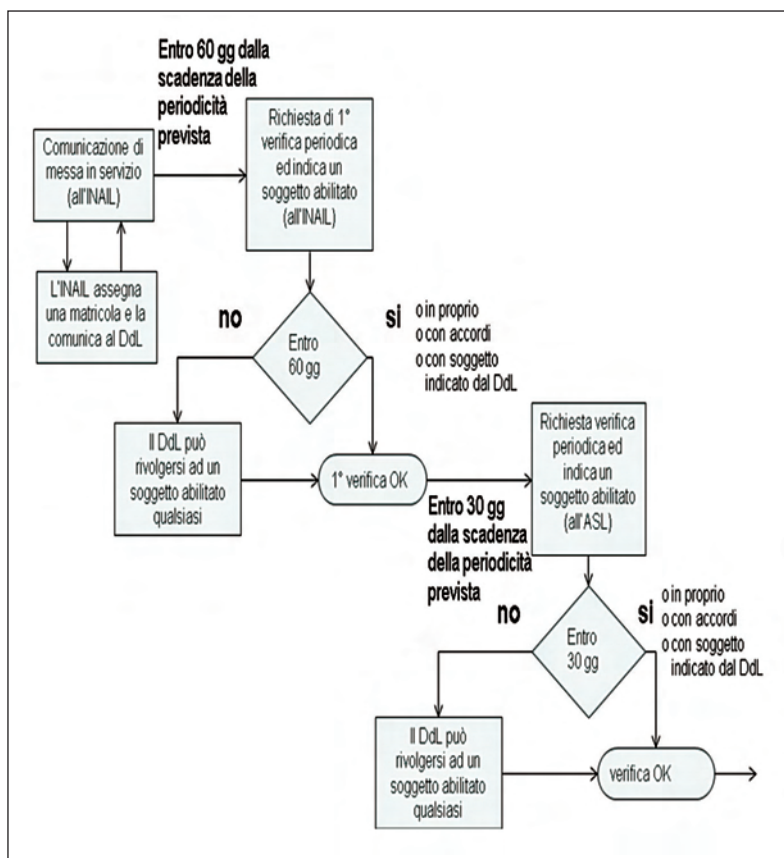 Entro 60 gg dalla
scadenza della
periodicità
prevista
Comunicazione di
messa in servizio
(all'INAIL)
L'INAIL assegna
una matricola e la
comunica al DdL
Richiesta di 1°
verifica periodica
ed indica un
soggetto abilitato
(all'INAIL)
no
Entro
60 gg
si
o in proprio
o con accordi
o con soggetto
indicato dal DdL
Il DdL può
rivolgersi ad un
soggetto abilitato
qualsiasi
1° verifica OK
Entro 30 gg
dalla scadenza
della periodicità
prevista
Richiesta verifica
periodica ed
indica un
soggetto abilitato
(all'ASL)
no
Entro
30 gg
si
o in proprio
o con accordi
o con soggetto
indicato dal DdL
Il DdL può
rivolgersi ad un
soggetto abilitato
qualsiasi
verifica OK